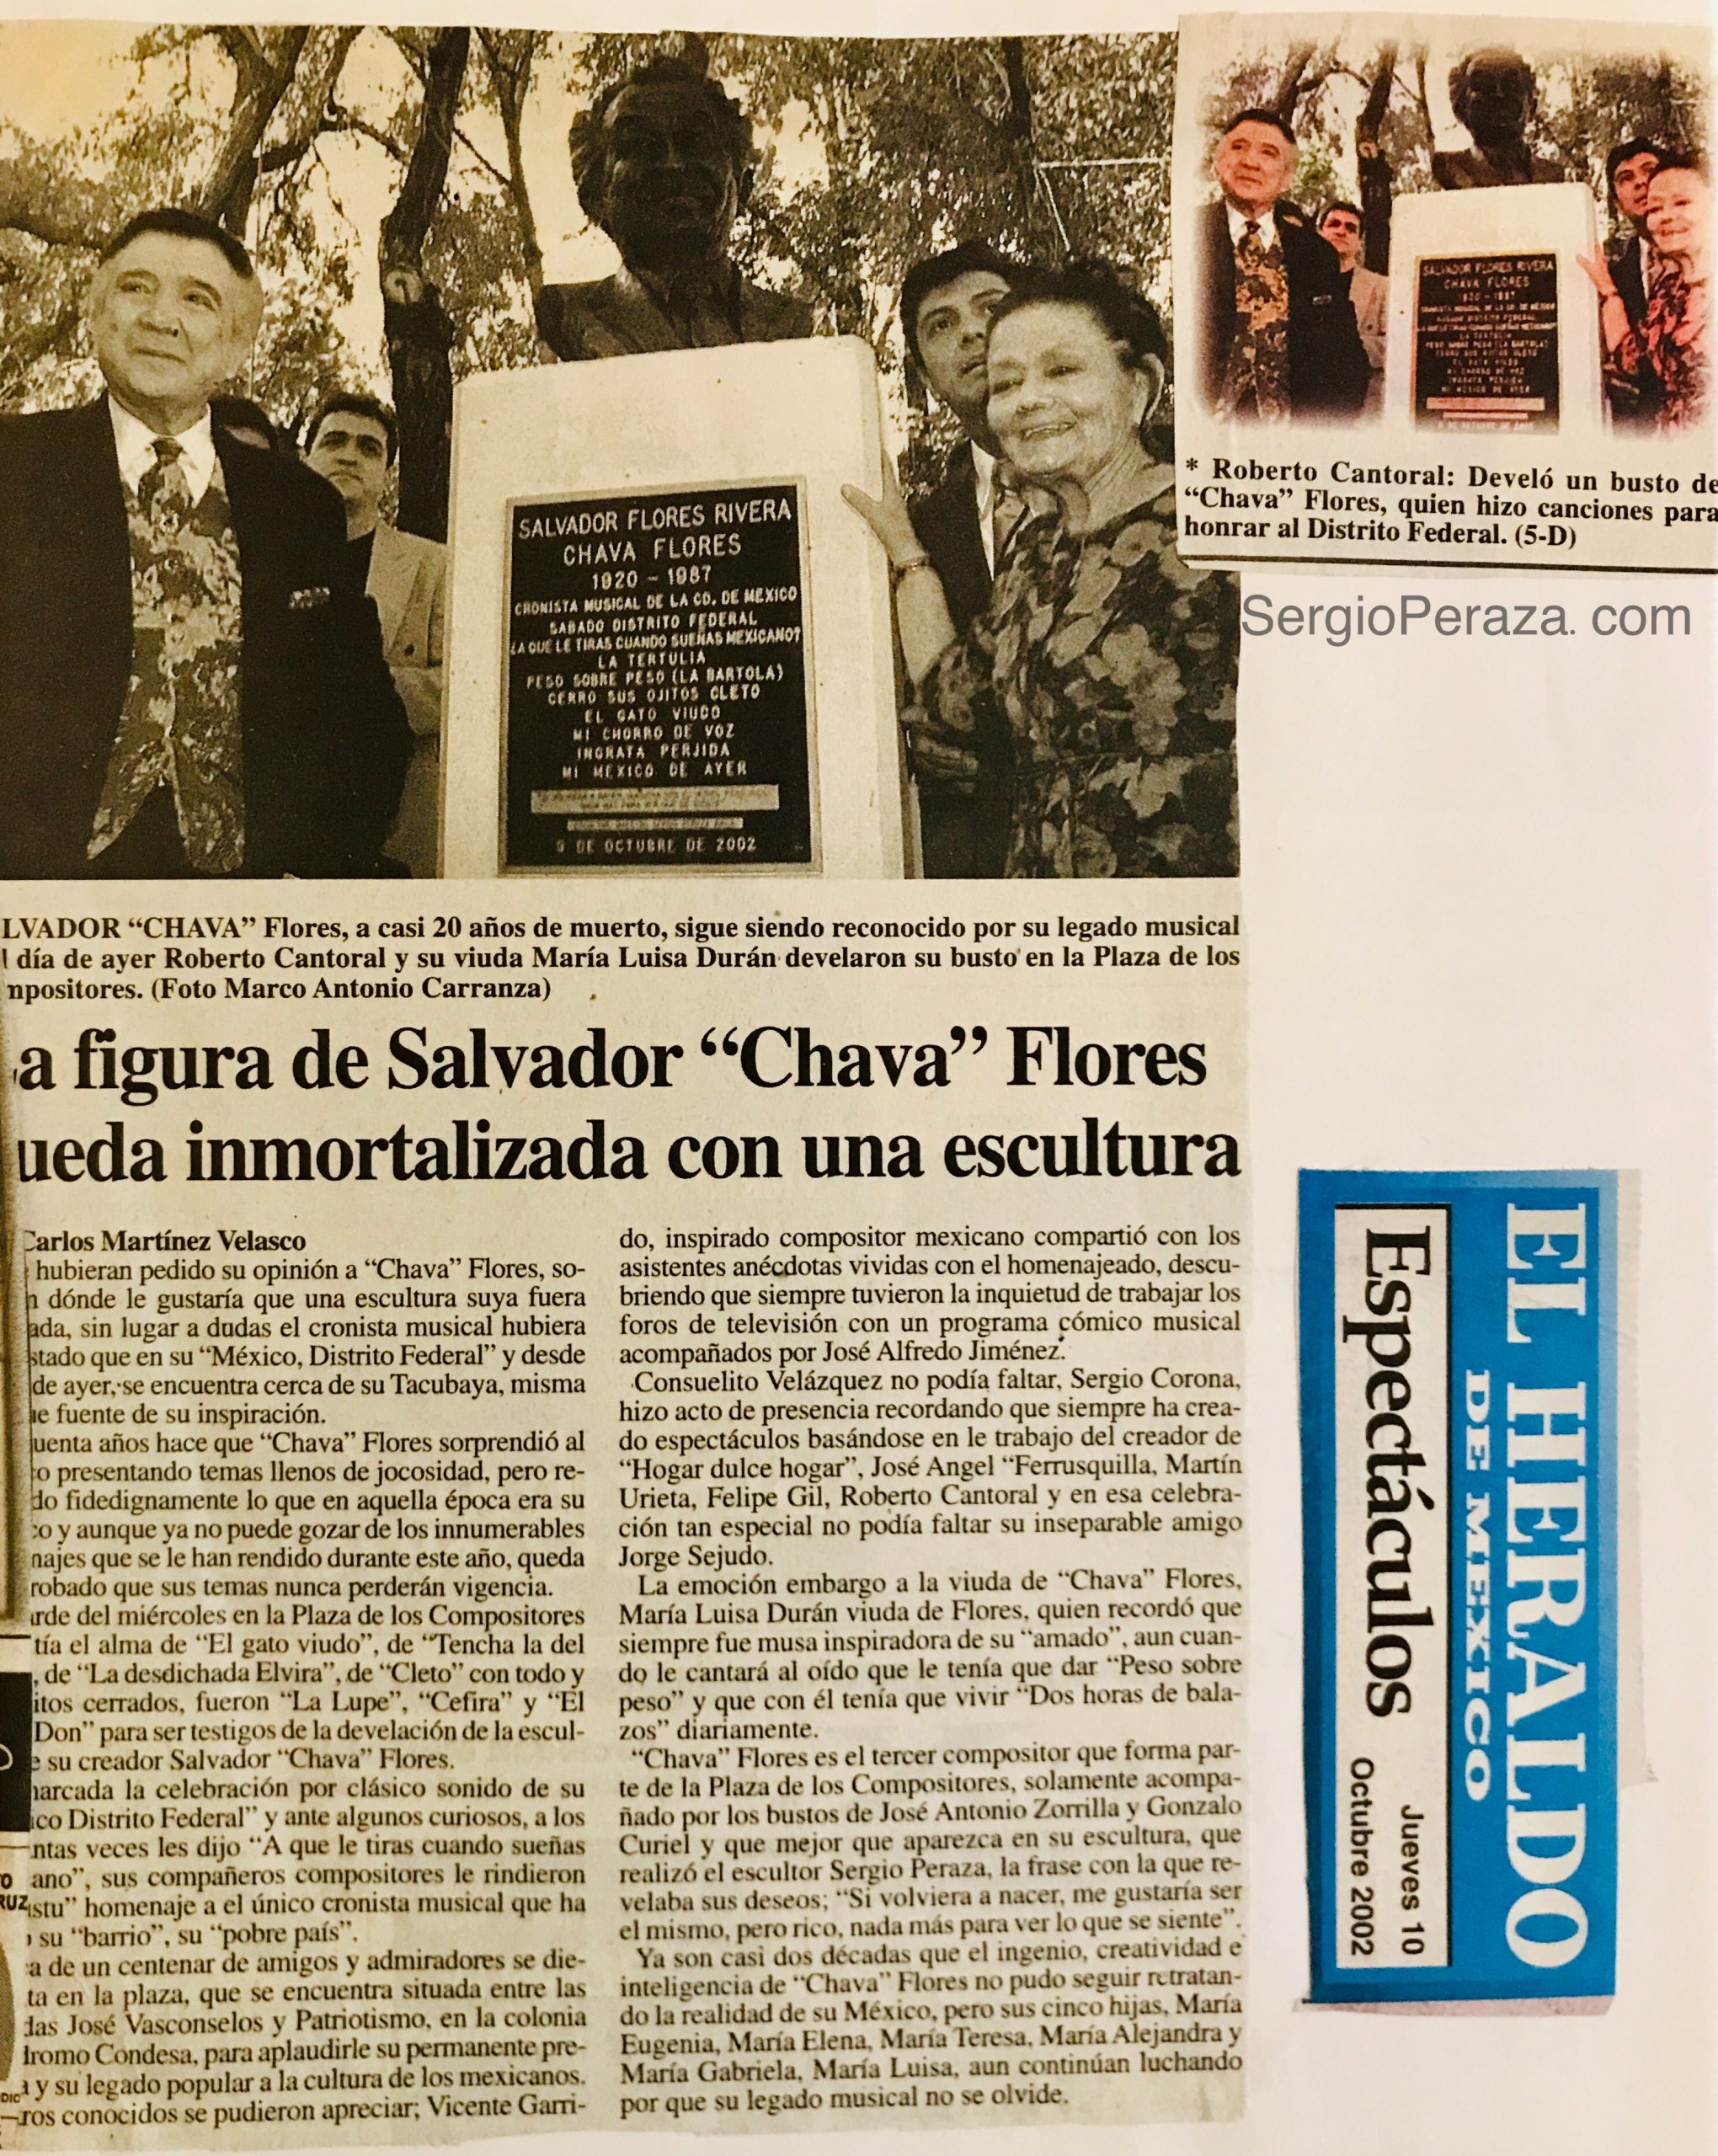 SALVADOR FLORES RIVERA
CHAVA FLORES
1920 - 1987
CRONISTA MUSICAL DE LA CD. DE MEXICO
SABADO DISTRITO FEDERAL
¿A QUE LE TIRAS CUANDO SUEÑAS MEXICANO?
LA TERTULIA
PESO SOBRE PESO (LA BARTOLA)
CERRO SUS OJITOS CLETO
EL GATO VIUDO
MI CHORRO DE VOZ
INGRATA PERJIDA
MI MEXICO DE AYER
9 DE OCTUBRE DE 2002
SALVADOR FLORES RIVERA
CHAVA FLORES
1920 - 1987
* Roberto Cantoral: Develó un busto de
“Chava” Flores, quien hizo canciones para
honrar al Distrito Federal. (5-D)
SergioPeraza. com
LVADOR “CHAVA” Flores, a casi 20 años de muerto, sigue siendo reconocido por su legado musical
l día de ayer Roberto Cantoral y su viuda María Luisa Durán develaron su busto en la Plaza de los
mpositores. (Foto Marco Antonio Carranza)
a figura de Salvador “Chava” Flores
ueda inmortalizada con una escultura
Carlos Martínez Velasco
hubieran pedido su opinión a “Chava” Flores, so-
n dónde le gustaría que una escultura suya fuera
ada, sin lugar a dudas el cronista musical hubiera
stado que en su “México, Distrito Federal” y desde
de ayer, se encuentra cerca de su Tacubaya, misma
ue fuente de su inspiración.
uenta años hace que “Chava” Flores sorprendió al
o presentando temas llenos de jocosidad, pero re-
do fidedignamente lo que en aquella época era su
co y aunque ya no puede gozar de los innumerables
najes que se le han rendido durante este año, queda
robado que sus temas nunca perderán vigencia.
arde del miércoles en la Plaza de los Compositores
tía el alma de “El gato viudo”, de “Tencha la del
, de “La desdichada Elvira”, de “Cleto” con todo y
itos cerrados, fueron “La Lupe”, “Cefira” y “El
Don” para ser testigos de la develación de la escul-
e su creador Salvador “Chava” Flores.
arcada la celebración por clásico sonido de su
ico Distrito Federal” y ante algunos curiosos, a los
ntas veces les dijo “A que le tiras cuando sueñas
ano”, sus compañeros compositores le rindieron
istu” homenaje a el único cronista musical que ha
su “barrio”, su “pobre país”.
a de un centenar de amigos y admiradores se die-
ta en la plaza, que se encuentra situada entre las
das José Vasconselos y Patriotismo, en la colonia
dromo Condesa, para aplaudirle su permanente pre-
a y su legado popular a la cultura de los mexicanos.
ros conocidos se pudieron apreciar; Vicente Garri-
do, inspirado compositor mexicano compartió con los
asistentes anécdotas vividas con el homenajeado, descu-
briendo que siempre tuvieron la inquietud de trabajar los
foros de televisión con un programa cómico musical
acompañados por José Alfredo Jiménez.
Consuelito Velázquez no podía faltar, Sergio Corona,
hizo acto de presencia recordando que siempre ha crea-
do espectáculos basándose en le trabajo del creador de
“Hogar dulce hogar”, José Angel “Ferrusquilla, Martín
Urieta, Felipe Gil, Roberto Cantoral y en esa celebra-
ción tan especial no podía faltar su inseparable amigo
Jorge Sejudo.
La emoción embargo a la viuda de “Chava” Flores,
María Luisa Durán viuda de Flores, quien recordó que
siempre fue musa inspiradora de su “amado”, aun cuan-
do le cantará al oído que le tenía que dar “Peso sobre
peso” y que con él tenía que vivir “Dos horas de bala-
zos” diariamente.
“Chava” Flores es el tercer compositor que forma par-
te de la Plaza de los Compositores, solamente acompa-
ñado por los bustos de José Antonio Zorrilla y Gonzalo
Curiel y que mejor que aparezca en su escultura, que
realizó el escultor Sergio Peraza, la frase con la que re-
velaba sus deseos; “Si volviera a nacer, me gustaría ser
el mismo, pero rico, nada más para ver lo que se siente”.
Ya son casi dos décadas que el ingenio, creatividad e
inteligencia de “Chava” Flores no pudo seguir retratan-
do la realidad de su México, pero sus cinco hijas, María
Eugenia, María Elena, María Teresa, María Alejandra y
María Gabriela, María Luisa, aun continúan luchando
por que su legado musical no se olvide.
EL HERALDO
DE MEXICO
Espectáculos
Jueves 10
Octubre 2002